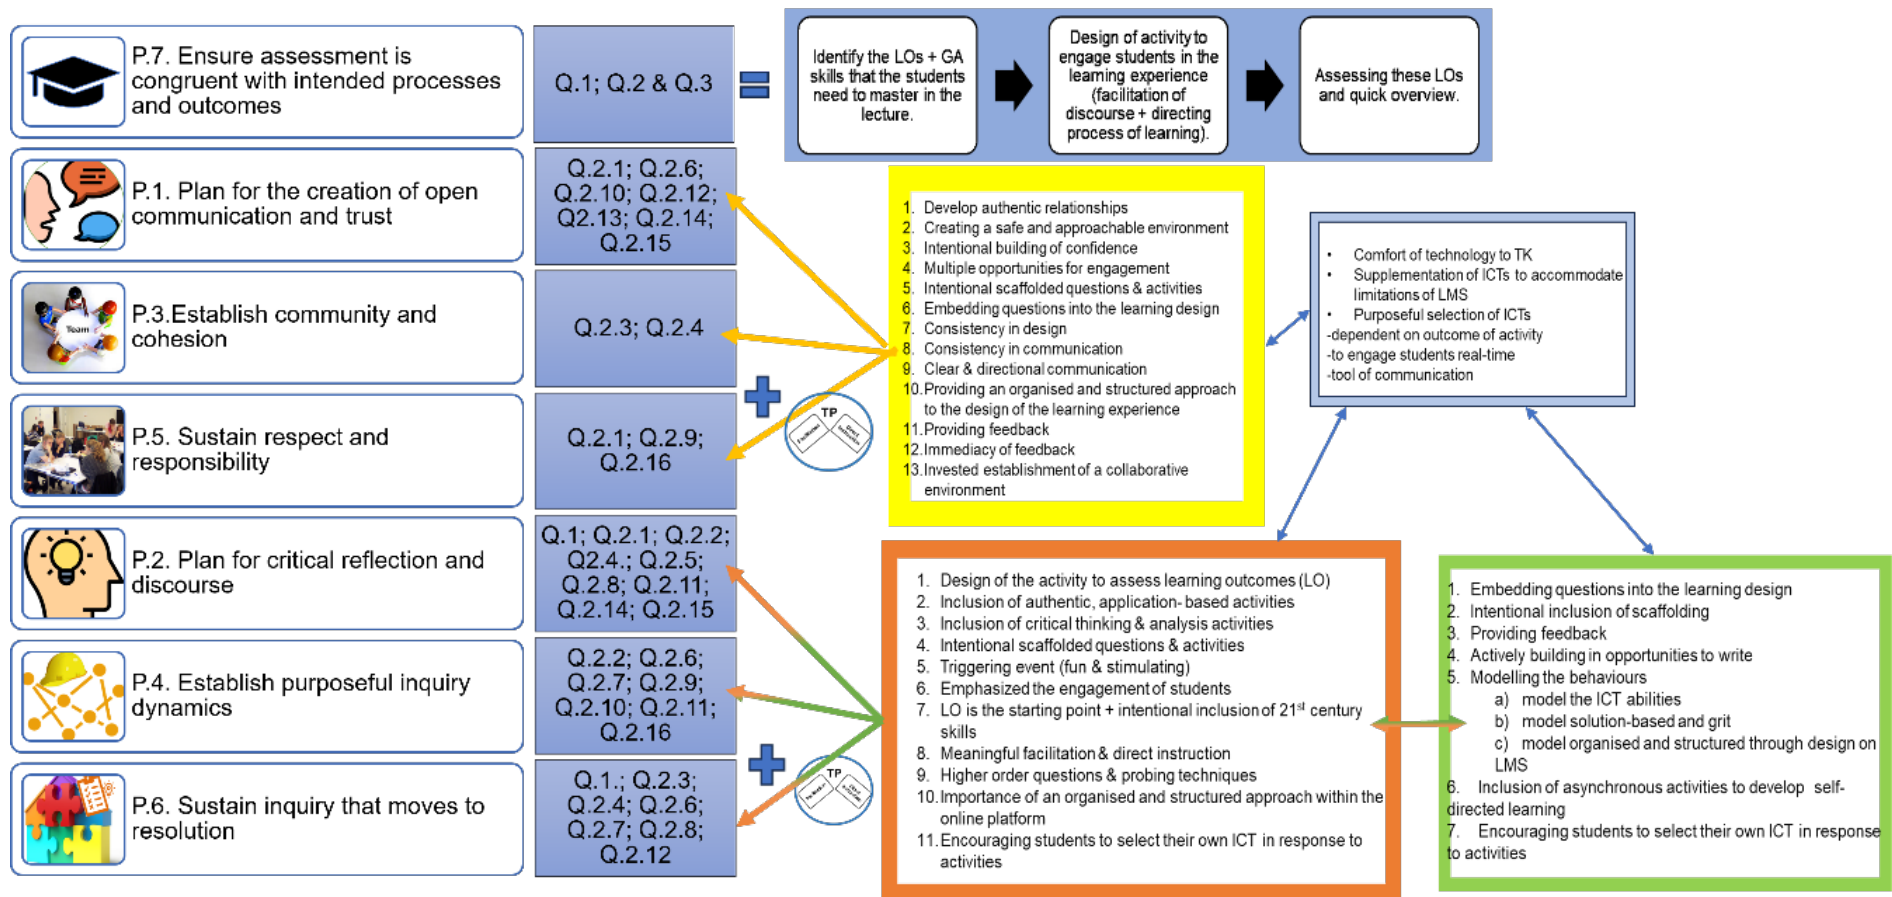 P.7. Ensure assessment is
congruent with intended processes
and outcomes
Q.1; Q.2 & Q.3
Identify the LOs + GA
skills that the students
need to master in the
lecture.
Design of activity to
engage students in the
learning experience
(facilitation of
discourse + directing
process of learning).
Assessing these LOs
and quick overview.
P.1. Plan for the creation of open
communication and trust
Q.2.1; Q.2.6;
Q.2.10; Q.2.12;
Q2.13; Q.2.14;
Q.2.15
P.3.Establish community and
cohesion
Team
Q.2.3; Q.2.4
P.5. Sustain respect and
responsibility
Q.2.1; Q.2.9;
Q.2.16
TP
Facilitation
Direct
Instruction
1. Develop authentic relationships
2. Creating a safe and approachable environment
3. Intentional building of confidence
4. Multiple opportunities for engagement
5. Intentional scaffolded questions & activities
6. Embedding questions into the learning design
7. Consistency in design
8. Consistency in communication
9. Clear & directional communication
10.Providing an organised and structured approach
to the design of the learning experience
11.Providing feedback
12.Immediacy of feedback
13.Invested establishment of a collaborative
environment
• Comfort of technology to TK
• Supplementation of ICTs to accommodate
limitations of LMS
• Purposeful selection of ICTs
-dependent on outcome of activity
-to engage students real-time
-tool of communication
P.2. Plan for critical reflection and
discourse
Q.1; Q.2.1; Q.2.2;
Q2.4.; Q.2.5;
Q.2.8; Q.2.11;
Q.2.14; Q.2.15
P.4. Establish purposeful inquiry
dynamics
Q.2.2; Q.2.6;
Q.2.7; Q.2.9;
Q.2.10; Q.2.11;
Q.2.16
P.6. Sustain inquiry that moves to
resolution
Q.1.; Q.2.3;
Q.2.4; Q.2.6;
Q.2.7; Q.2.8;
Q.2.12
TP
1. Design of the activity to assess learning outcomes (LO)
2. Inclusion of authentic, application- based activities
3. Inclusion of critical thinking & analysis activities
4. Intentional scaffolded questions & activities
5. Triggering event (fun & stimulating)
6. Emphasized the engagement of students
7. LO is the starting point + intentional inclusion of 21st century
skills
8. Meaningful facilitation & direct instruction
9. Higher order questions & probing techniques
10.Importance of an organised and structured approach within the
online platform
11.Encouraging students to select their own ICT in response to
activities
1. Embedding questions into the learning design
2. Intentional inclusion of scaffolding
3. Providing feedback
4. Actively building in opportunities to write
5. Modelling the behaviours
a) model the ICT abilities
b) model solution-based and grit
c) model organised and structured through design on
LMS
6. Inclusion of asynchronous activities to develop self-
directed learning
7. Encouraging students to select their own ICT in response
to activities